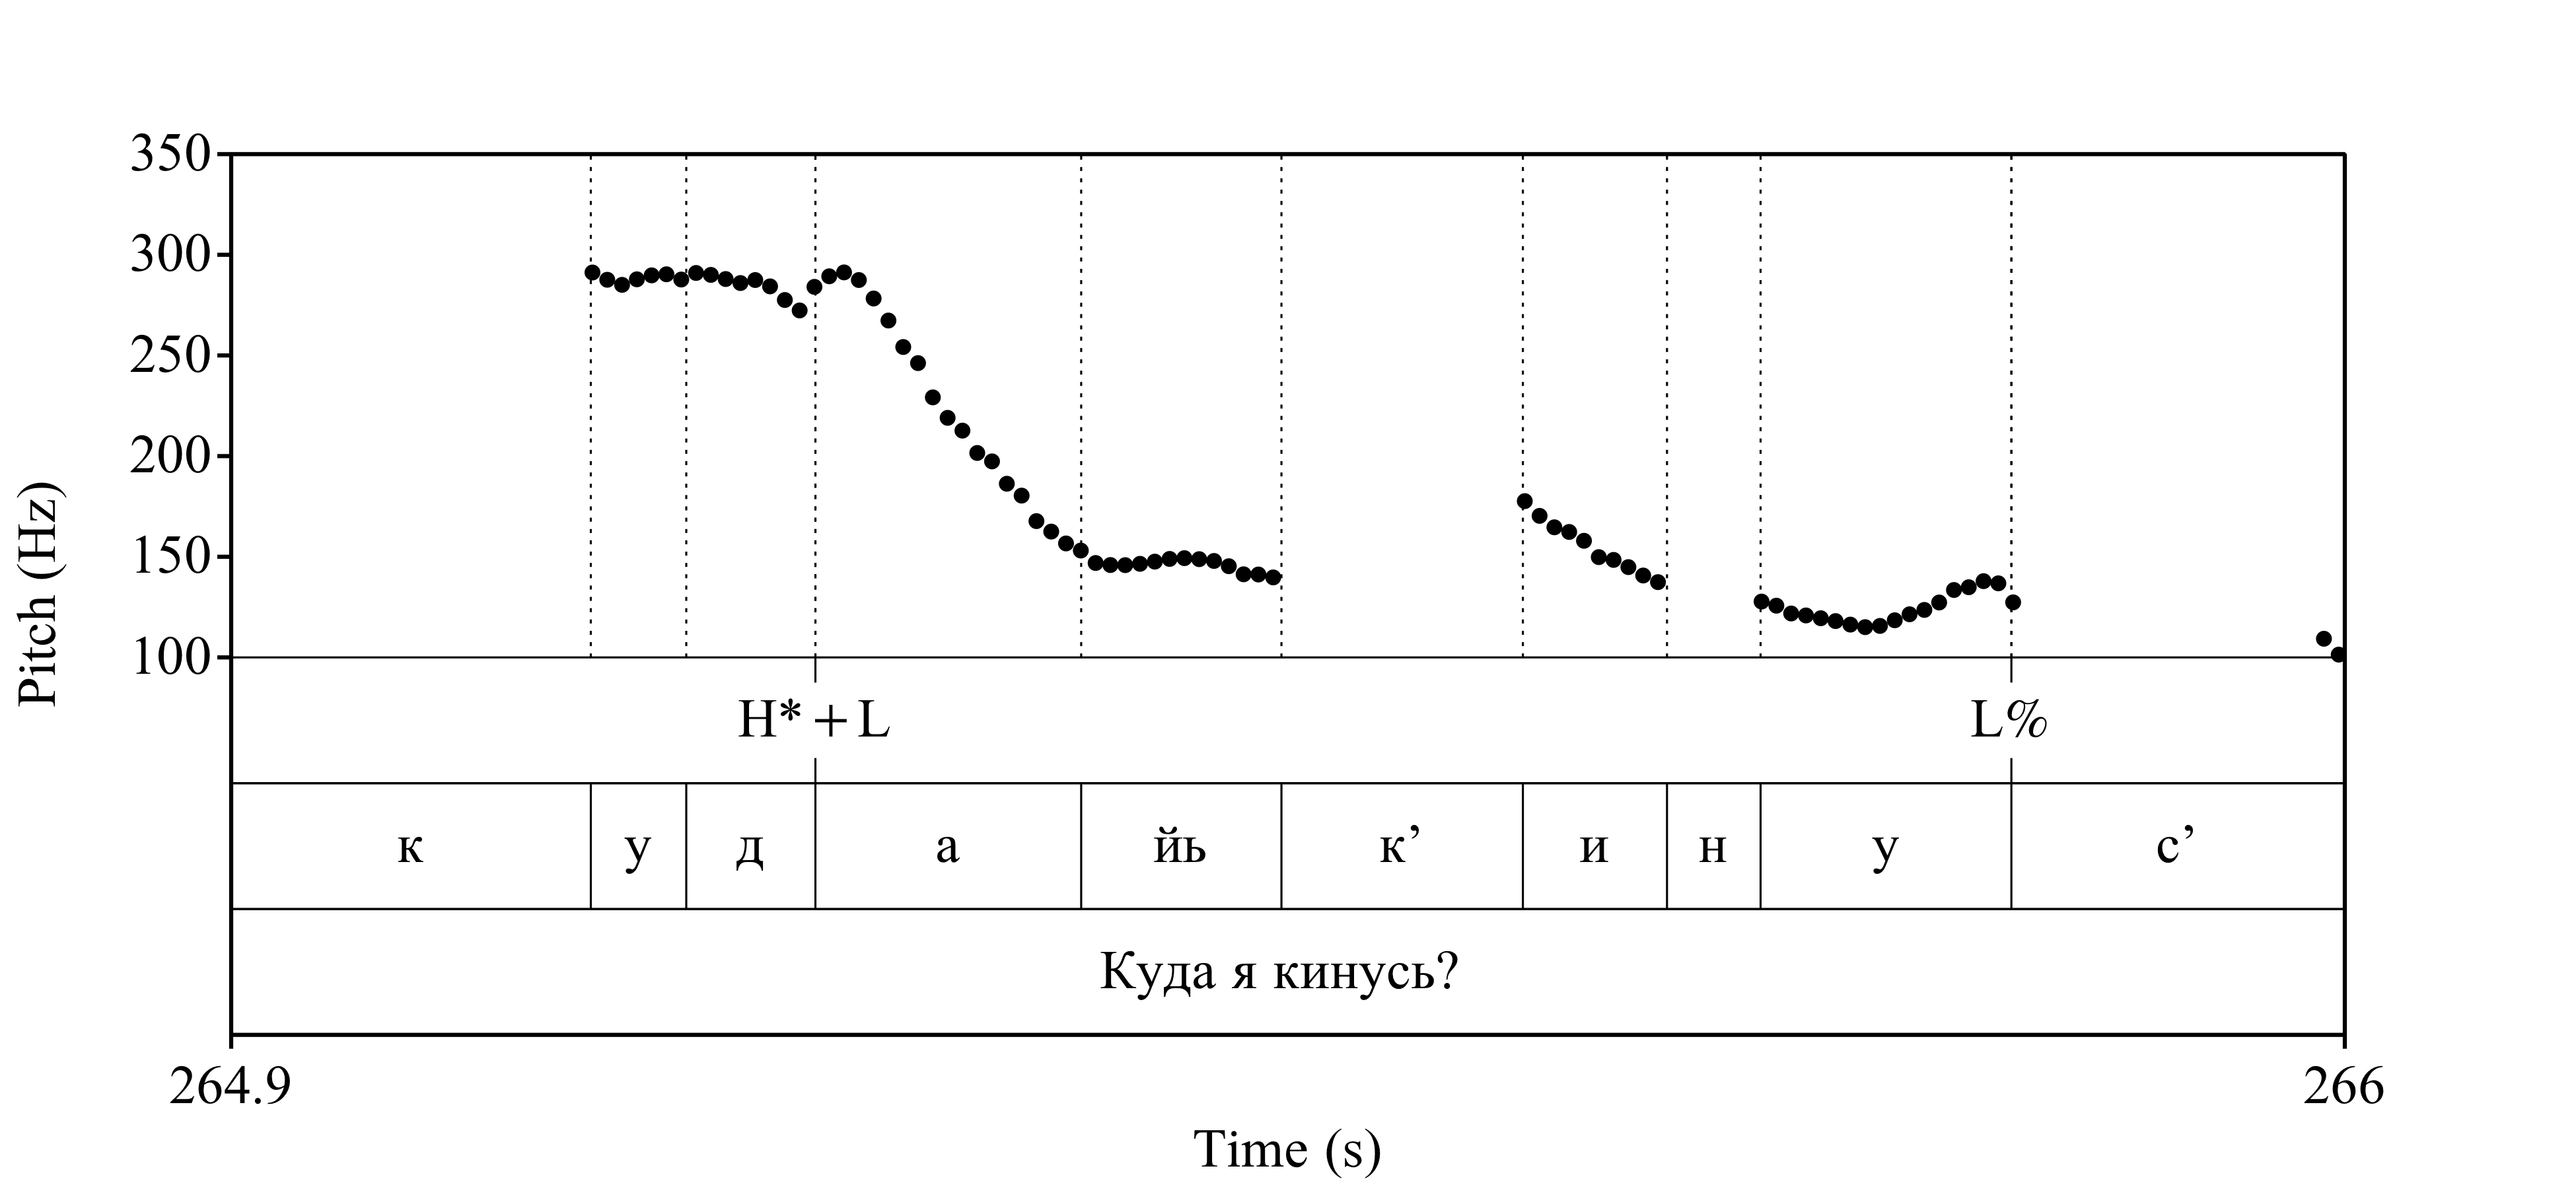 350
300
250
200
150
100
Pitch (Hz)
H* + L L%
к у д а йь к’ и н у с’
Куда я кинусь?
264.9 266
Time (s)